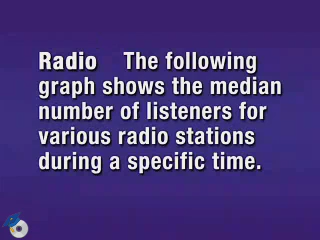 Radio The following
graph shows the median
number of listeners for
various radio stations
during a specific time.